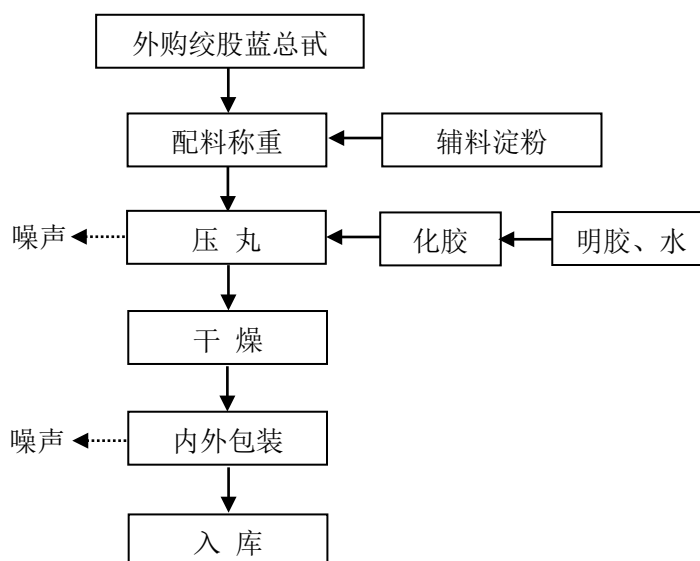 外购绞股蓝总甙
配料称重
辅料淀粉
噪声
压 丸
化胶
明胶、水
干 燥
噪声
内外包装
入 库